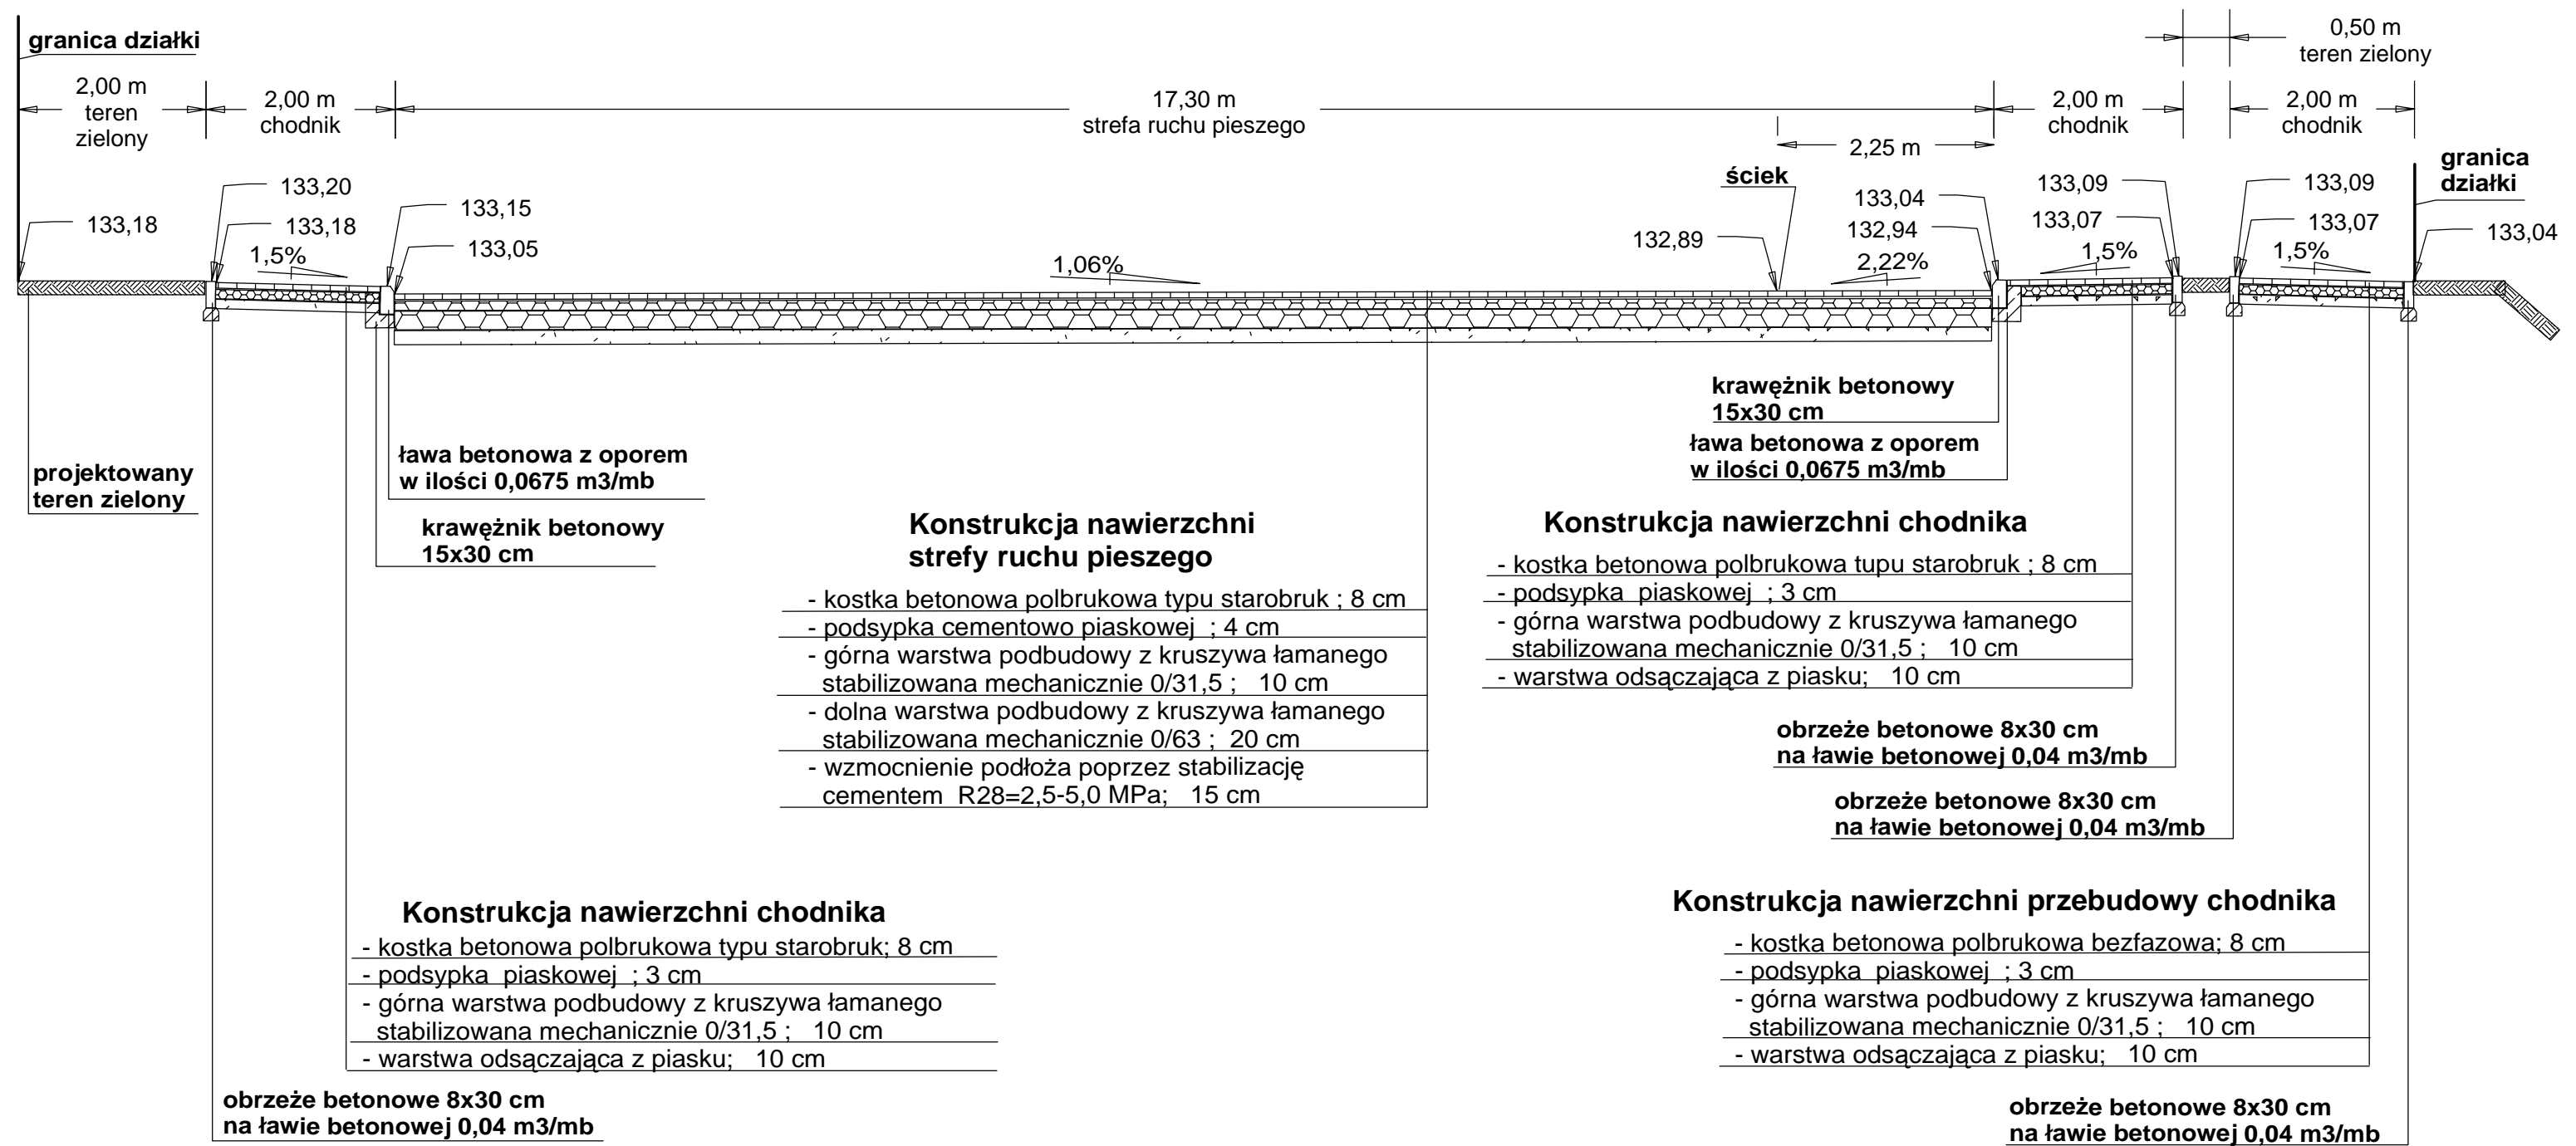 granica działki
0,50 m
teren zielony
2,00 m
teren
zielony
2,00 m
chodnik
17,30 m
strefa ruchu pieszego
2,00 m
chodnik
2,00 m
chodnik
2,25 m
granica
działki
ściek
133,18
133,20
133,18
133,15
133,05
132,89
133,04
132,94
133,09
133,07
133,09
133,07
133,04
1,5%
1,06%
2,22%
1,5%
1,5%
projektowany
teren zielony
ława betonowa z oporem
w ilości 0,0675 m3/mb
krawężnik betonowy
15x30 cm
krawężnik betonowy
15x30 cm
ława betonowa z oporem
w ilości 0,0675 m3/mb
Konstrukcja nawierzchni
strefy ruchu pieszego
- kostka betonowa polbrukowa typu starobruk ; 8 cm
- podsypka cementowo piaskowej ; 4 cm
- górna warstwa podbudowy z kruszywa łamanego
stabilizowana mechanicznie 0/31,5 ; 10 cm
- dolna warstwa podbudowy z kruszywa łamanego
stabilizowana mechanicznie 0/63 ; 20 cm
- wzmocnienie podłoża poprzez stabilizację
cementem R28=2,5-5,0 MPa; 15 cm
Konstrukcja nawierzchni chodnika
- kostka betonowa polbrukowa tupu starobruk ; 8 cm
- podsypka piaskowej ; 3 cm
- górna warstwa podbudowy z kruszywa łamanego
stabilizowana mechanicznie 0/31,5 ; 10 cm
- warstwa odsączająca z piasku; 10 cm
obrzeże betonowe 8x30 cm
na ławie betonowej 0,04 m3/mb
obrzeże betonowe 8x30 cm
na ławie betonowej 0,04 m3/mb
Konstrukcja nawierzchni chodnika
- kostka betonowa polbrukowa typu starobruk; 8 cm
- podsypka piaskowej ; 3 cm
- górna warstwa podbudowy z kruszywa łamanego
stabilizowana mechanicznie 0/31,5 ; 10 cm
- warstwa odsączająca z piasku; 10 cm
obrzeże betonowe 8x30 cm
na ławie betonowej 0,04 m3/mb
Konstrukcja nawierzchni przebudowy chodnika
- kostka betonowa polbrukowa bezfazowa; 8 cm
- podsypka piaskowej ; 3 cm
- górna warstwa podbudowy z kruszywa łamanego
stabilizowana mechanicznie 0/31,5 ; 10 cm
- warstwa odsączająca z piasku; 10 cm
obrzeże betonowe 8x30 cm
na ławie betonowej 0,04 m3/mb